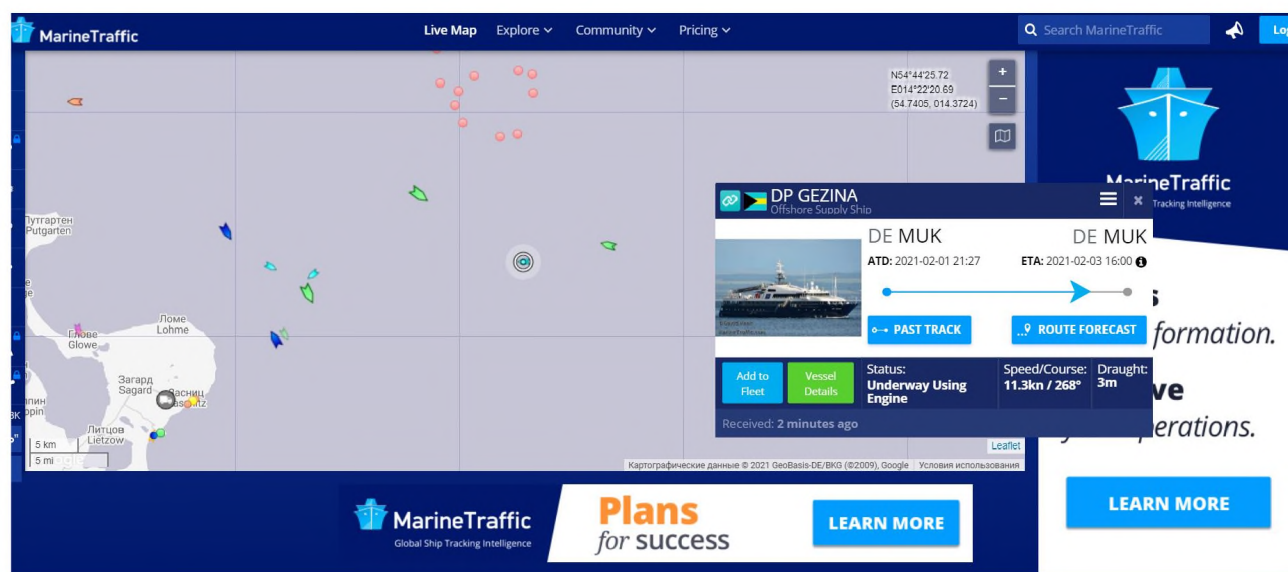 MarineTraffic
Live Map
Explore
Community
Pricing
Search MarineTraffic
N54°44'25.72
E014°22'20.69
(54.7405, 014.3724)
+
−
Путгартен
Putgarten
Ломе
Lohme
Глове
Glowe
Загард
Sagard
Засниц
Литцов
Lietzow
5 km
5 mi
DP GEZINA
Offshore Supply Ship
DE MUK
DE MUK
ATD: 2021-02-01 21:27
ETA: 2021-02-03 16:00
PAST TRACK
ROUTE FORECAST
Add to
Fleet
Vessel
Details
Status:
Underway Using
Engine
Speed/Course:
11.3kn / 268°
Draught:
3m
Received: 2 minutes ago
Leaflet
Картографические данные © 2021 GeoBasis-DE/BKG (©2009), Google
Условия использования
MarineTraffic
Tracking Intelligence
formation.
ve
perations.
LEARN MORE
MarineTraffic
Global Ship Tracking Intelligence
Plans
for success
LEARN MORE